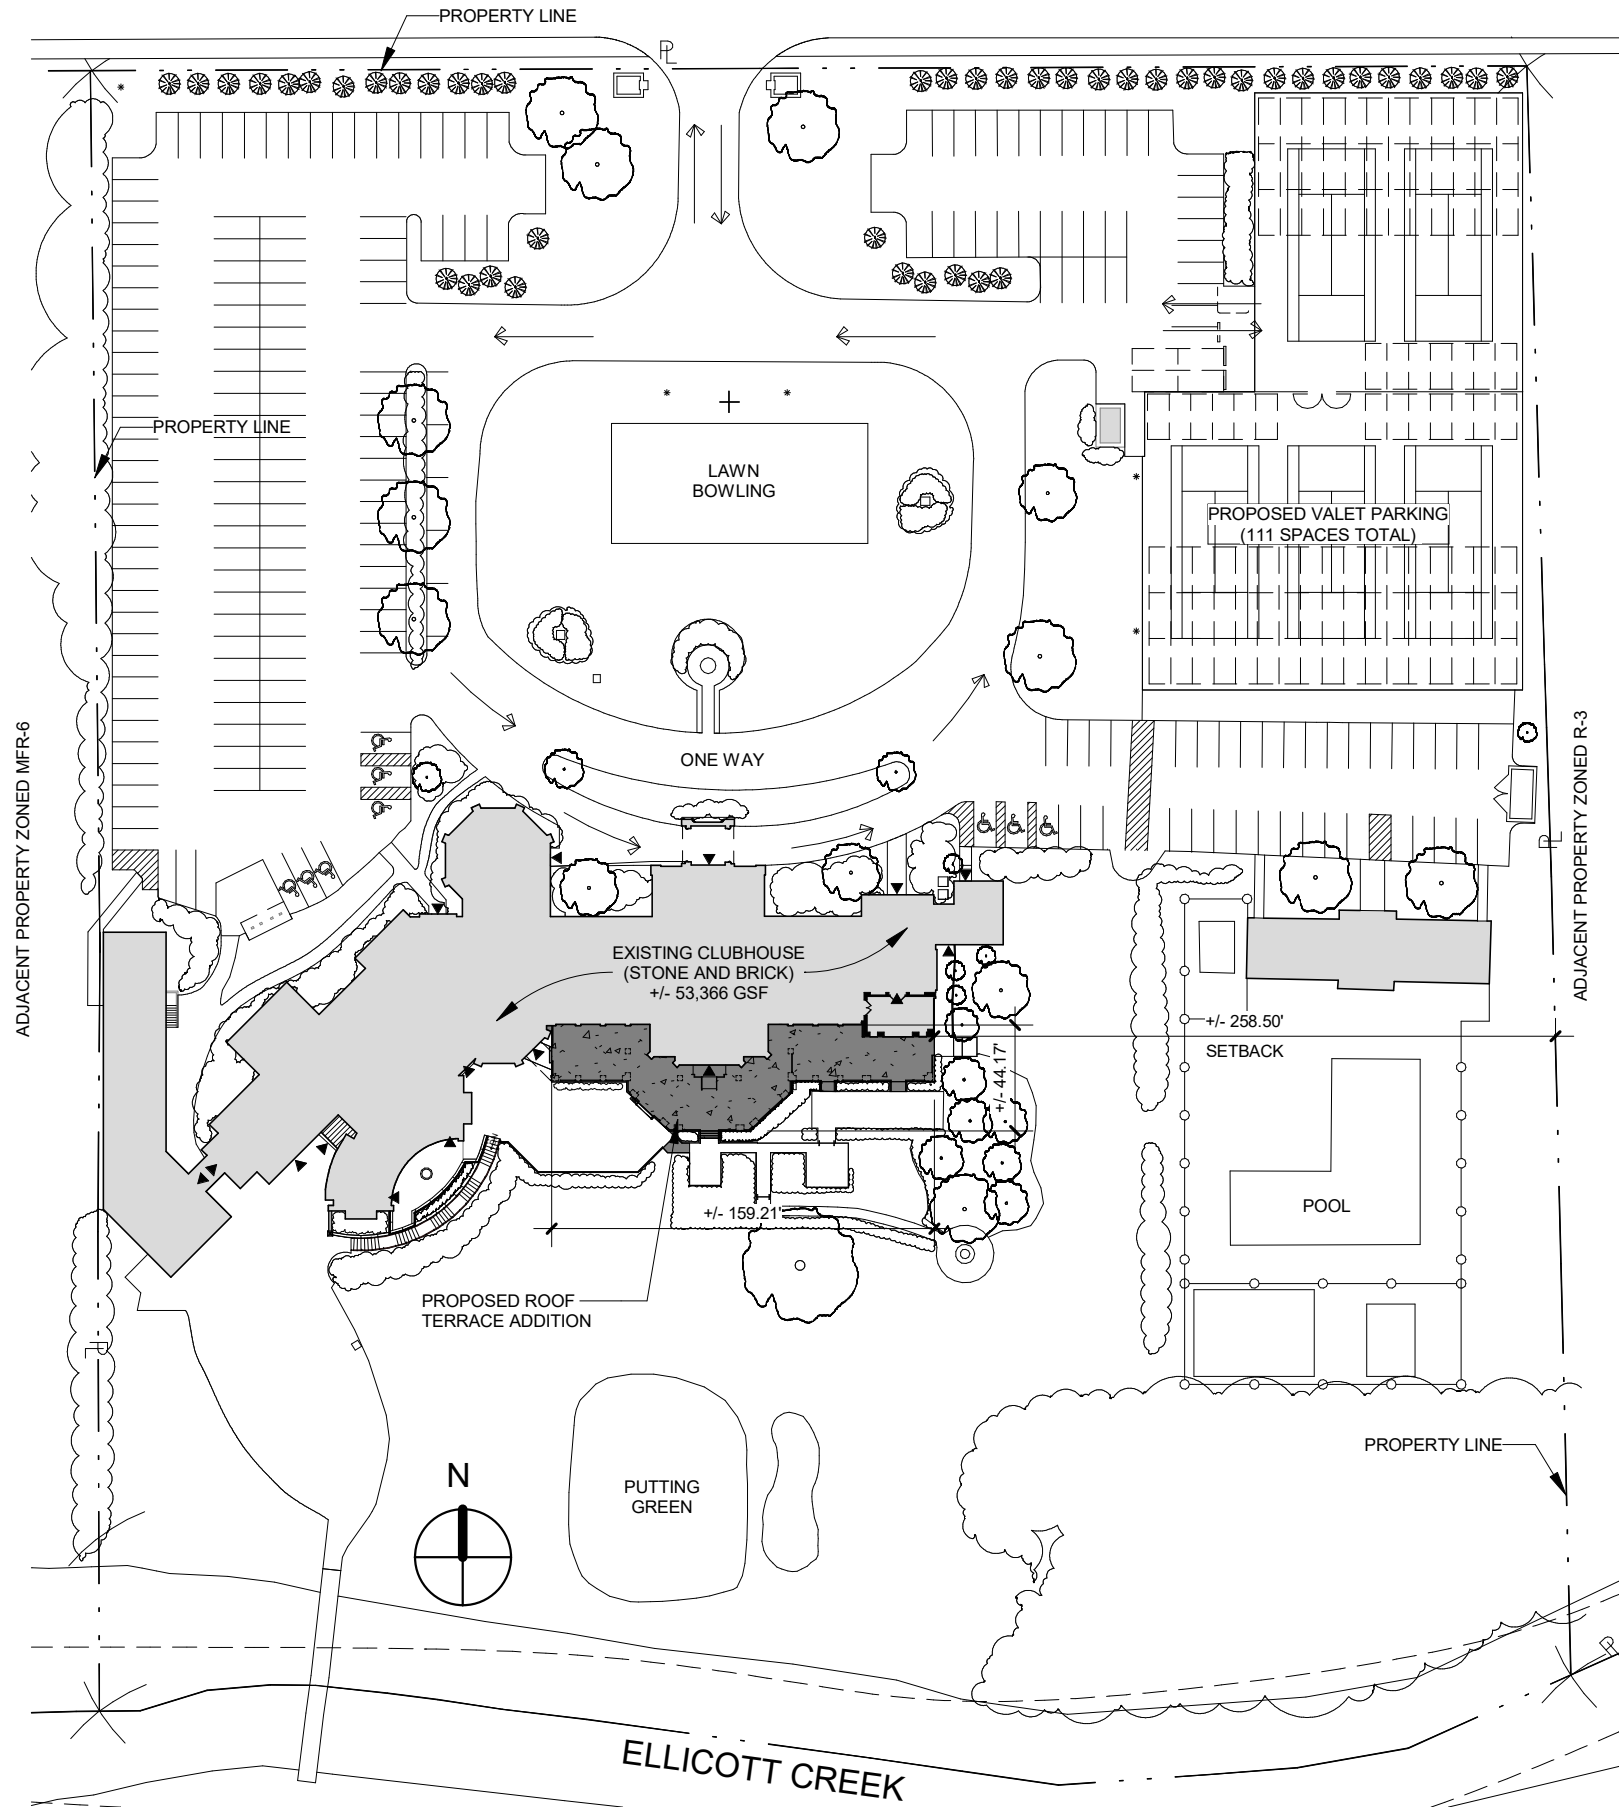 PROPERTY LINE
PL
PROPERTY LINE
LAWN
BOWLING
PROPOSED VALET PARKING
(111 SPACES TOTAL)
ADJACENT PROPERTY ZONED MFR-6
ADJACENT PROPERTY ZONED R-3
ONE WAY
PL
EXISTING CLUBHOUSE
(STONE AND BRICK)
+/- 53,366 GSF
+/- 258.50'
SETBACK
+/- 44.17'
POOL
+/- 159.21'
PROPOSED ROOF
TERRACE ADDITION
PL
PROPERTY LINE
N
PUTTING
GREEN
PL
ELLICOTT CREEK